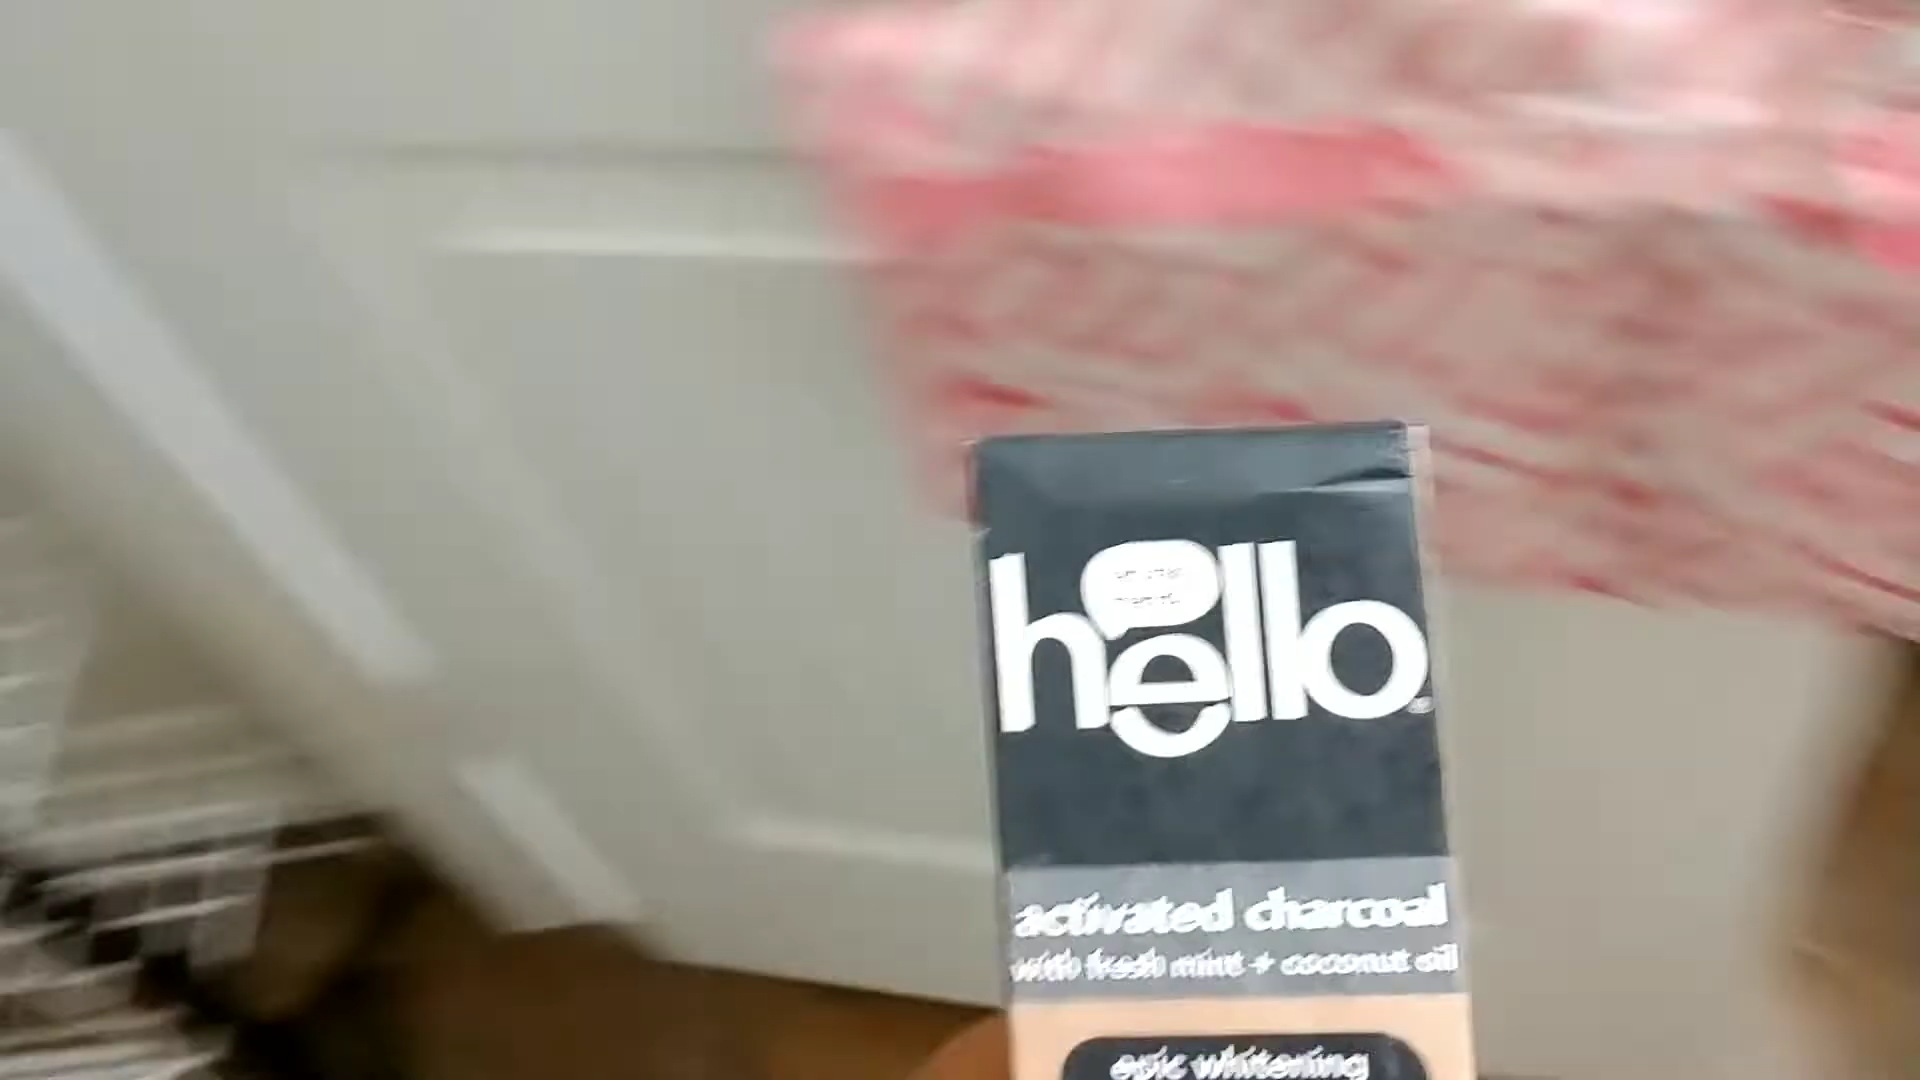 hello
activated charcoal
with fresh mint + coconut oil
epic whitening